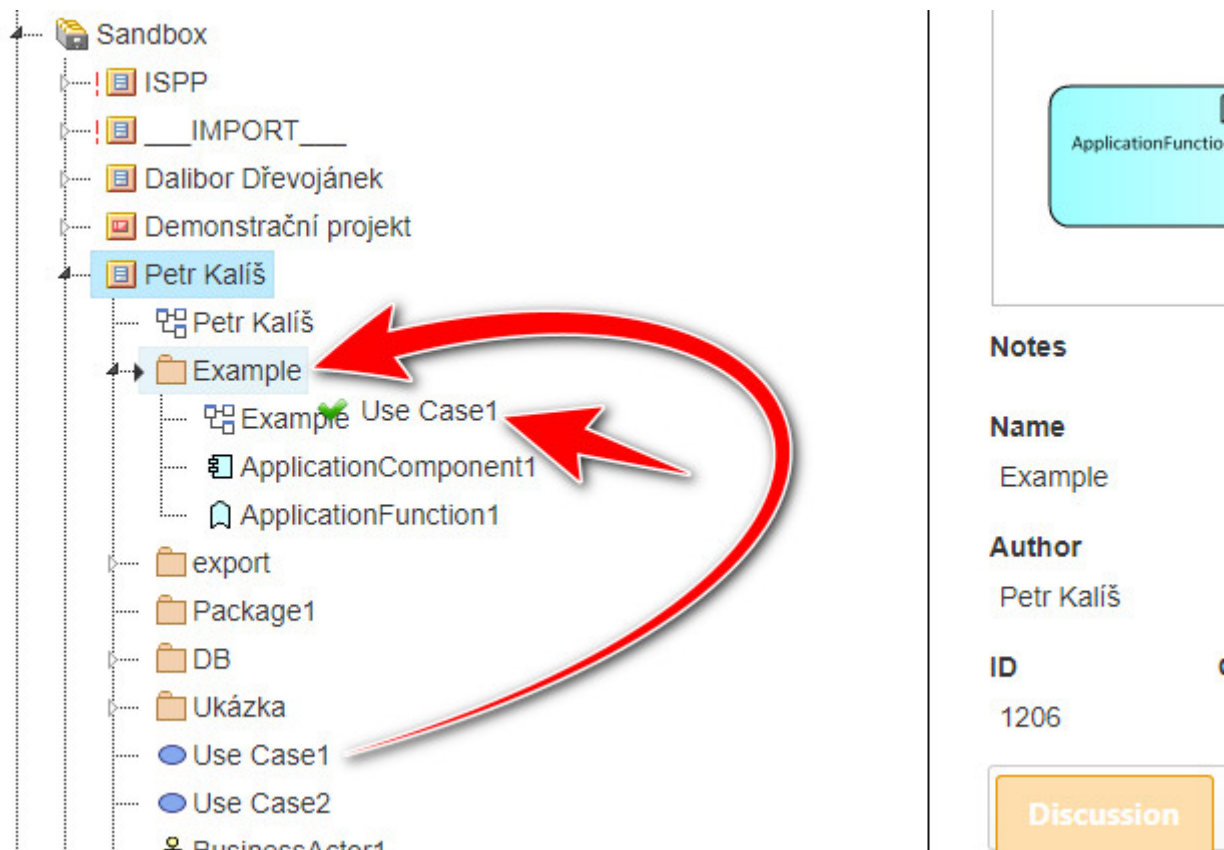 Sandbox
! ISPP
! ___IMPORT___
Dalibor Dřevojánek
Demonstrační projekt
Petr Kalíš
Petr Kalíš
Example
Example
Use Case1
ApplicationComponent1
ApplicationFunction1
export
Package1
DB
Ukázka
Use Case1
Use Case2
BusinessActor1
ApplicationFunctio
Notes
Name
Example
Author
Petr Kalíš
ID
1206
Discussion